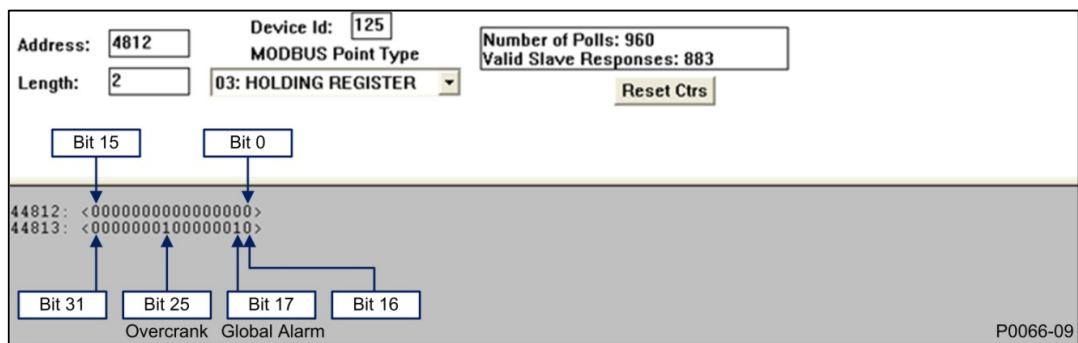 Address: 4812
Device Id: 125
MODBUS Point Type
Length: 2
03: HOLDING REGISTER
Number of Polls: 960
Valid Slave Responses: 883
Reset Ctrs
Bit 15
Bit 0
44812: <0000000000000000>
44813: <0000000100000010>
Bit 31
Bit 25
Bit 17
Bit 16
Overcrank
Global Alarm
P0066-09